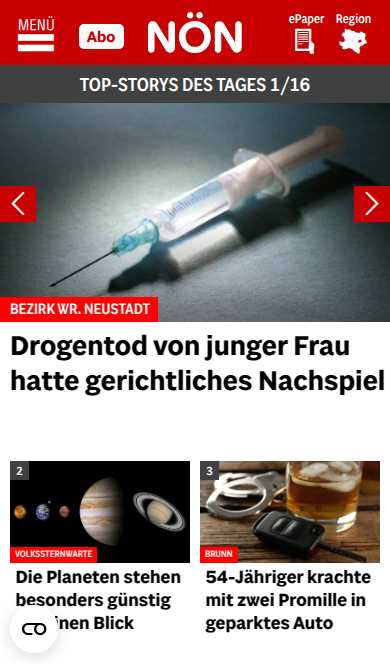 MENÜ
Abo
NÖN
ePaper
Region
TOP-STORYS DES TAGES 1/16
BEZIRK WR. NEUSTADT
Drogentod von junger Frau
hatte gerichtliches Nachspiel
2
VOLKSSTERNWARTE
Die Planeten stehen
besonders günstig
einen Blick
3
BRUNN
54-Jähriger krachte
mit zwei Promille in
geparktes Auto